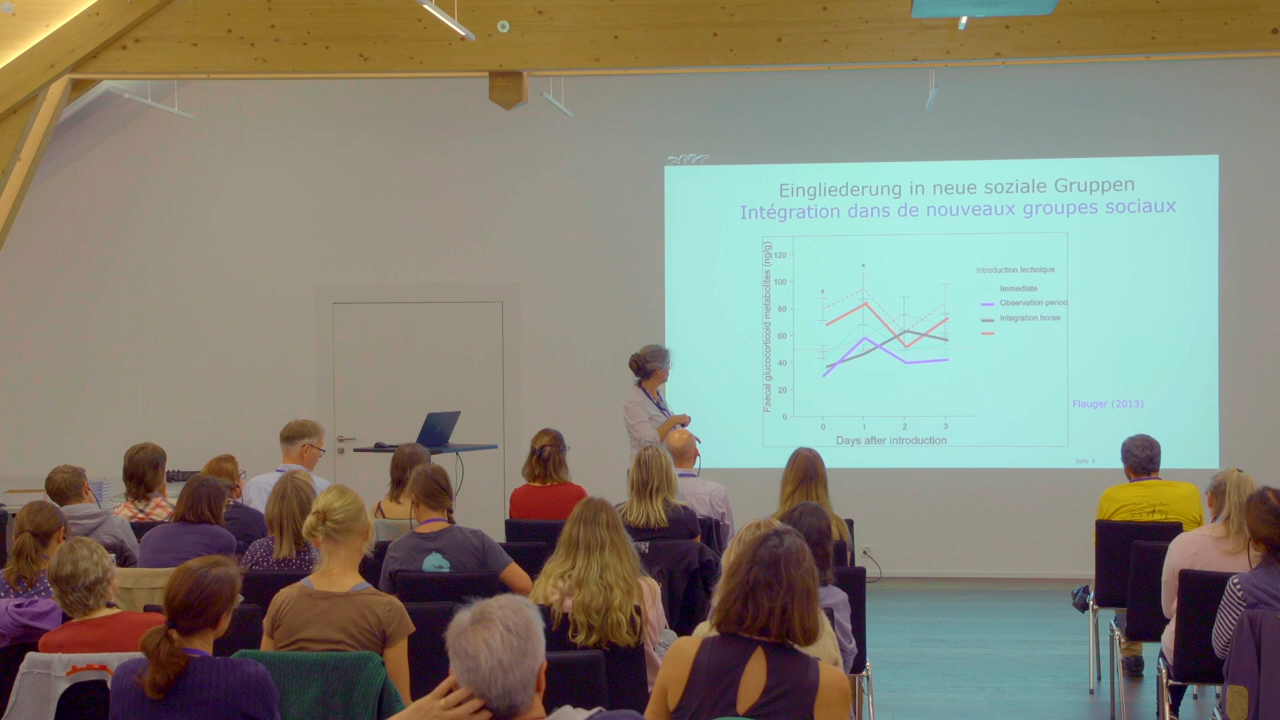 Eingliederung in neue soziale Gruppen
Intégration dans de nouveaux groupes sociaux
Faecal glucocorticoid metabolites (ng/g)
120
100
80
60
40
20
0
0 1 2 3
Days after introduction
Introduction technique
Immediate
Observation period
Integration horse
Flauger (2013)
Seite